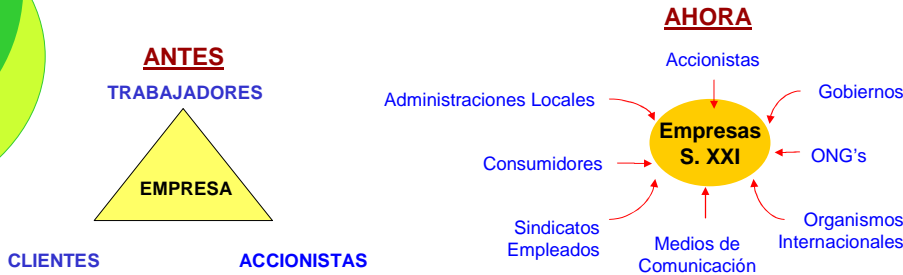 ANTES
TRABAJADORES
EMPRESA
CLIENTES
ACCIONISTAS
AHORA
Accionistas
Administraciones Locales
Gobiernos
Empresas
S. XXI
Consumidores
ONG's
Sindicatos
Empleados
Medios de
Comunicación
Organismos
Internacionales